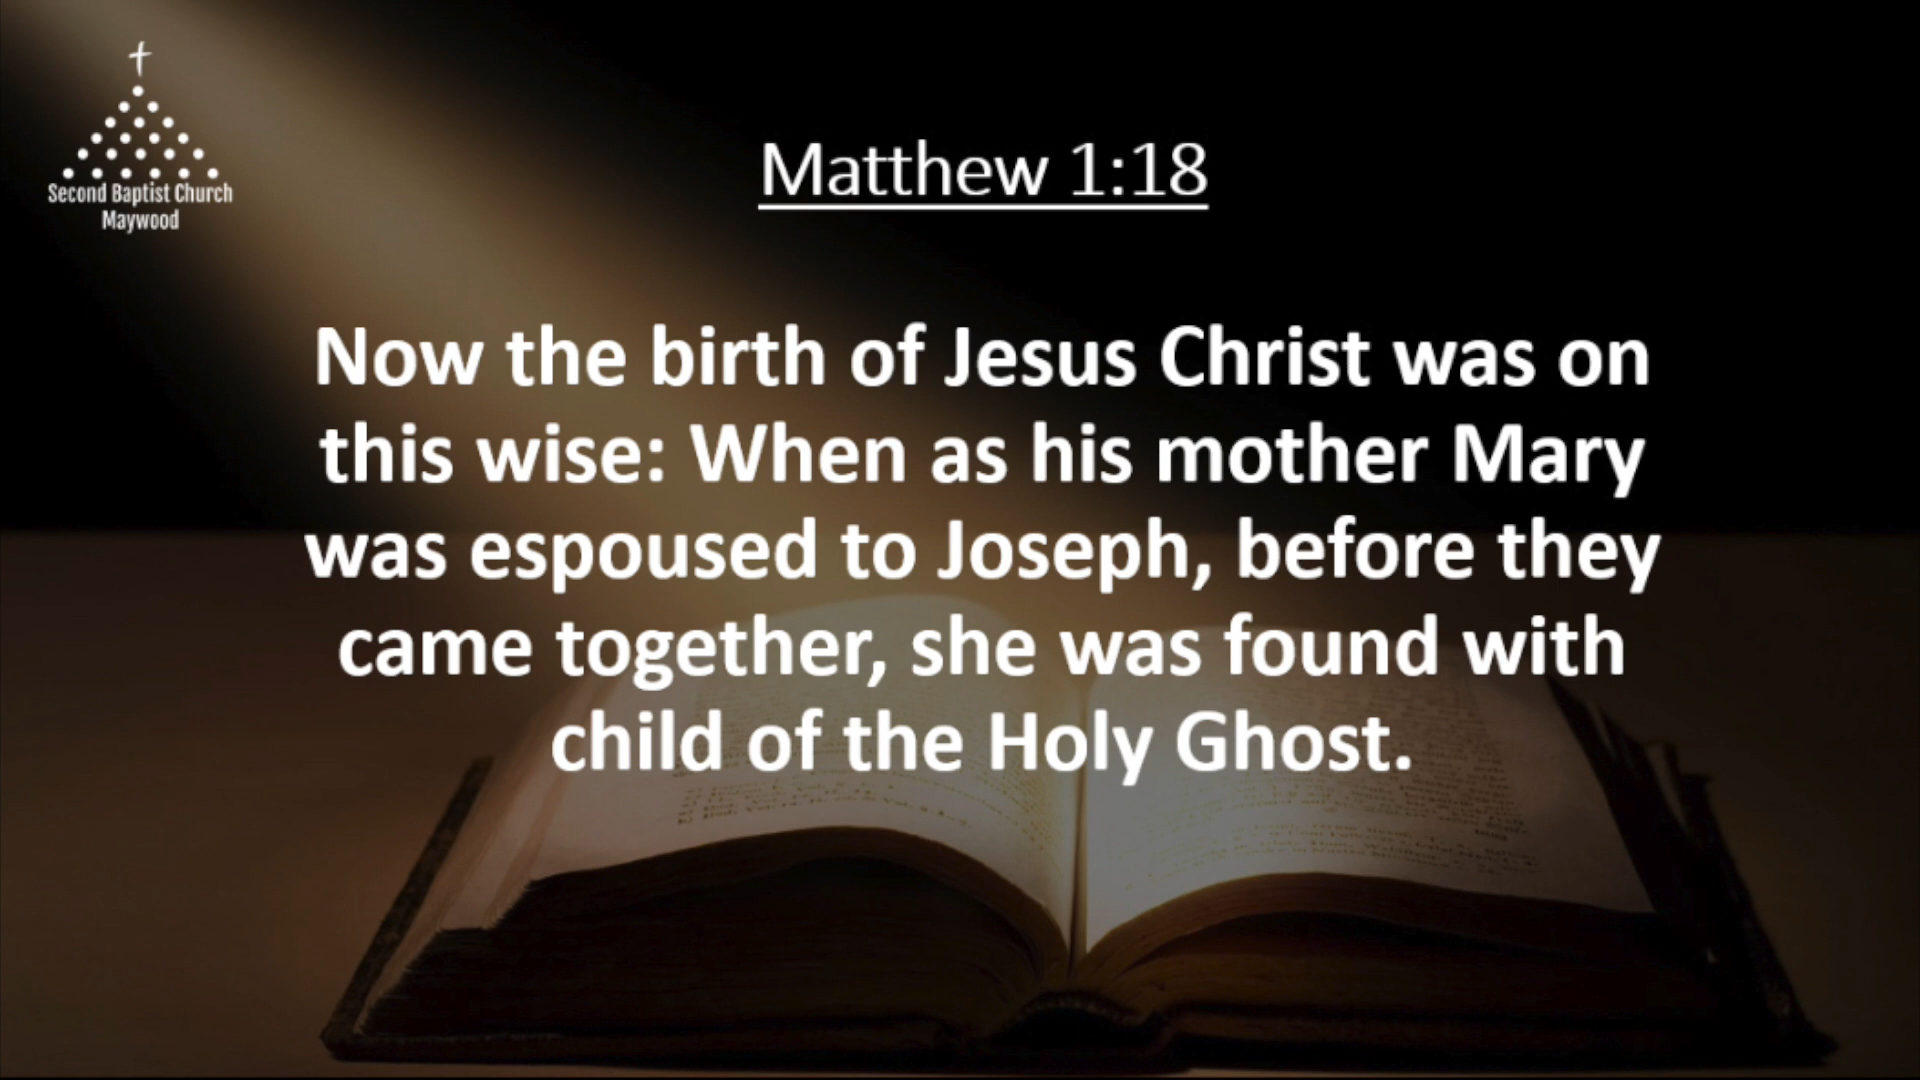 Second Baptist Church
Maywood
Matthew 1:18
Now the birth of Jesus Christ was on
this wise: When as his mother Mary
was espoused to Joseph, before they
came together, she was found with
child of the Holy Ghost.